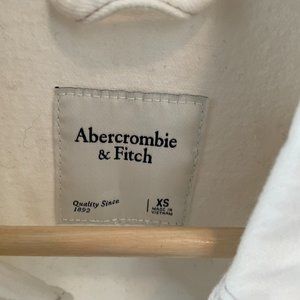 Abercrombie
& Fitch
Quality Since
1892
XS
MADE IN
VIETNAM